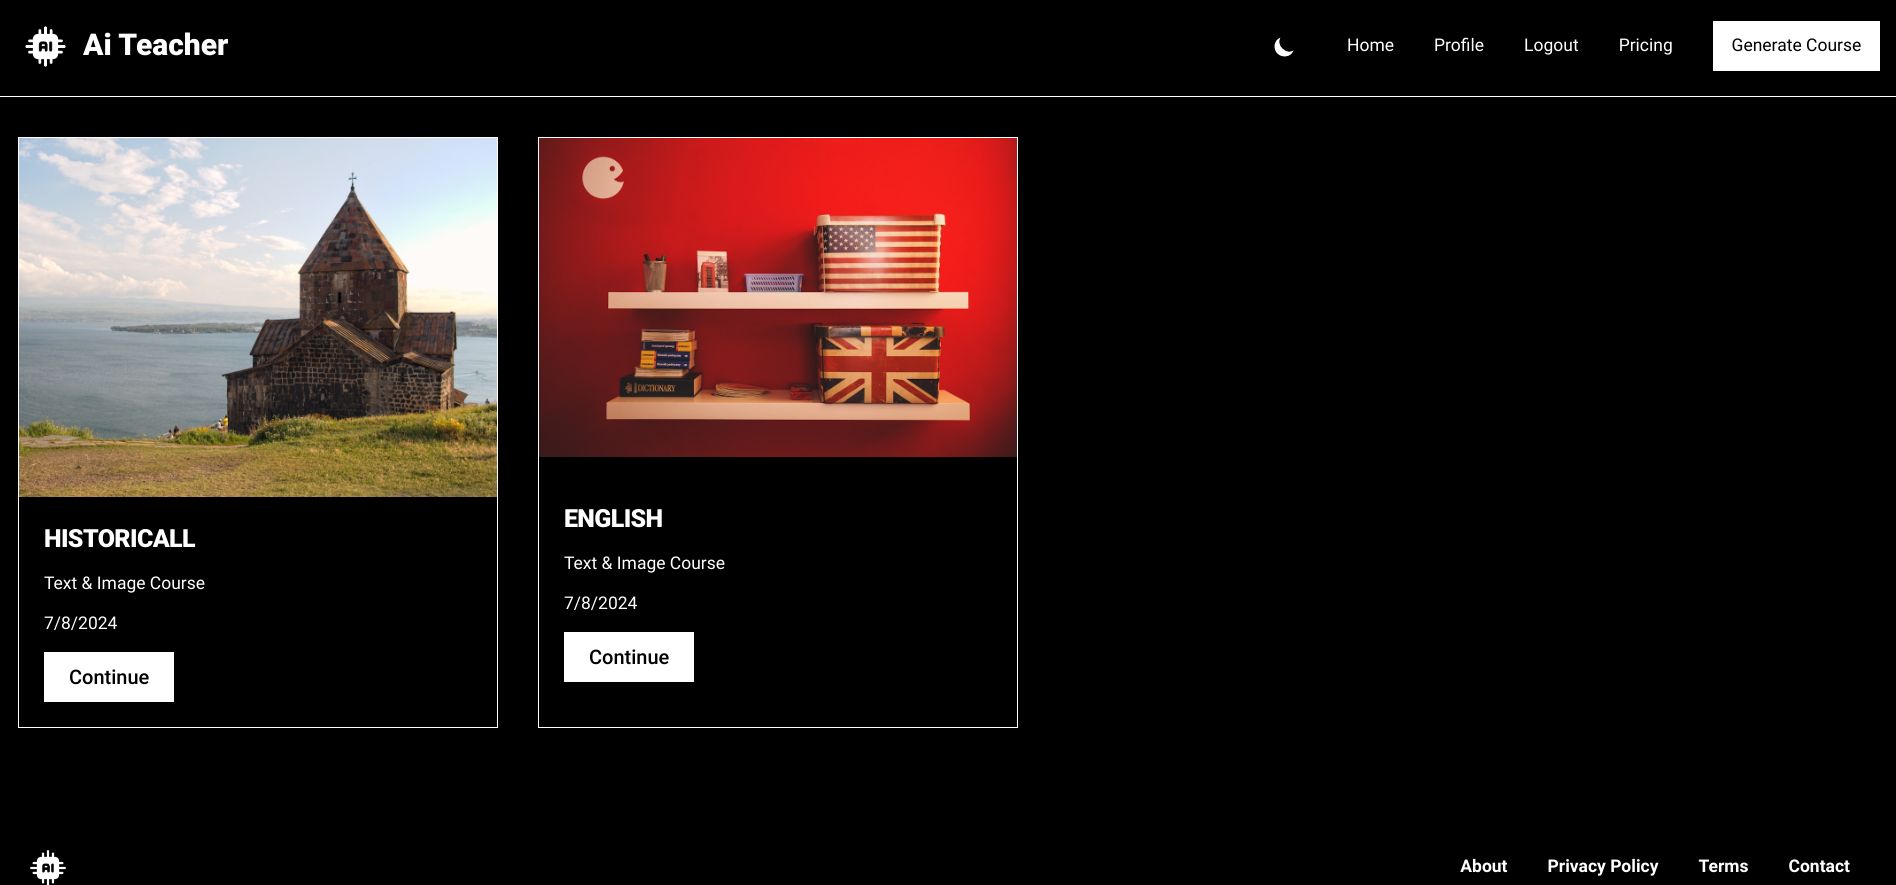 AI
Ai Teacher
Home
Profile
Logout
Pricing
Generate Course
DICTIONARY
HISTORICALL
Text & Image Course
7/8/2024
Continue
ENGLISH
Text & Image Course
7/8/2024
Continue
AI
About
Privacy Policy
Terms
Contact